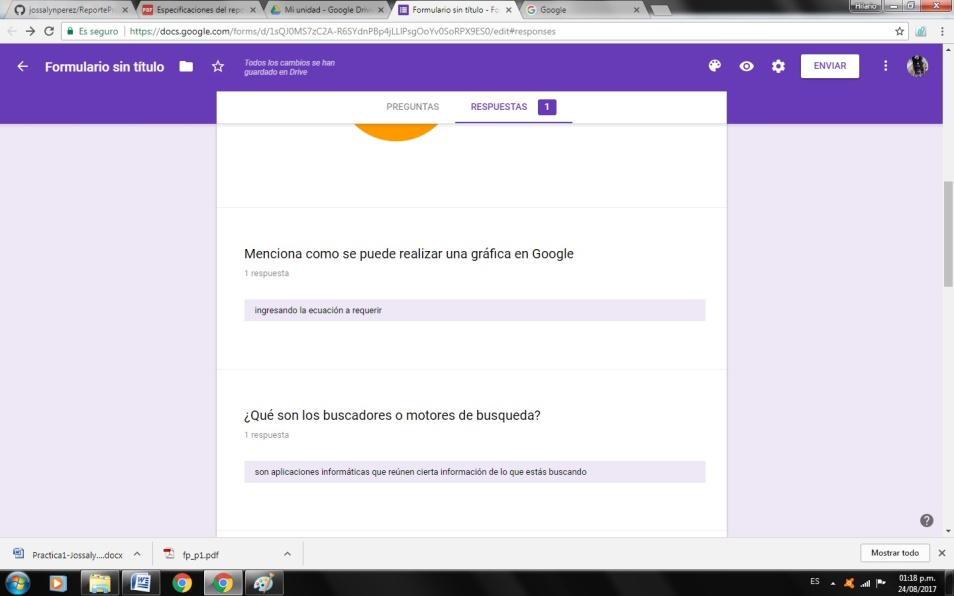 Hilario
jossalynperez/ReporteP
Especificaciones del repo
Mi unidad - Google Driv
Formulario sin título - Fo
Google
Es seguro
https://docs.google.com/forms/d/1sQJ0MS7zC2A-R6SYdnPBp4jLLlPsgOoYv0SoRPX9ES0/edit#responses
Formulario sin título
Todos los cambios se han
guardado en Drive
ENVIAR
PREGUNTAS
RESPUESTAS
1
Menciona como se puede realizar una gráfica en Google
1 respuesta
ingresando la ecuación a requerir
¿Qué son los buscadores o motores de busqueda?
1 respuesta
son aplicaciones informáticas que reúnen cierta información de lo que estás buscando
Practica1-Jossaly....docx
fp_p1.pdf
Mostrar todo
ES
01:18 p.m.
24/08/2017